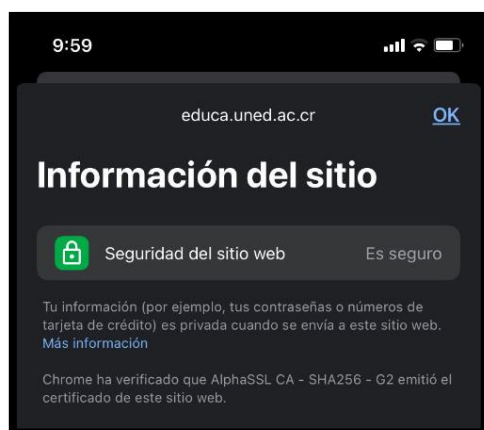 9:59
educa.uned.ac.cr
OK
Información del sitio
Seguridad del sitio web
Es seguro
Tu información (por ejemplo, tus contraseñas o números de
tarjeta de crédito) es privada cuando se envía a este sitio web.
Más información
Chrome ha verificado que AlphaSSL CA - SHA256 - G2 emitió el
certificado de este sitio web.